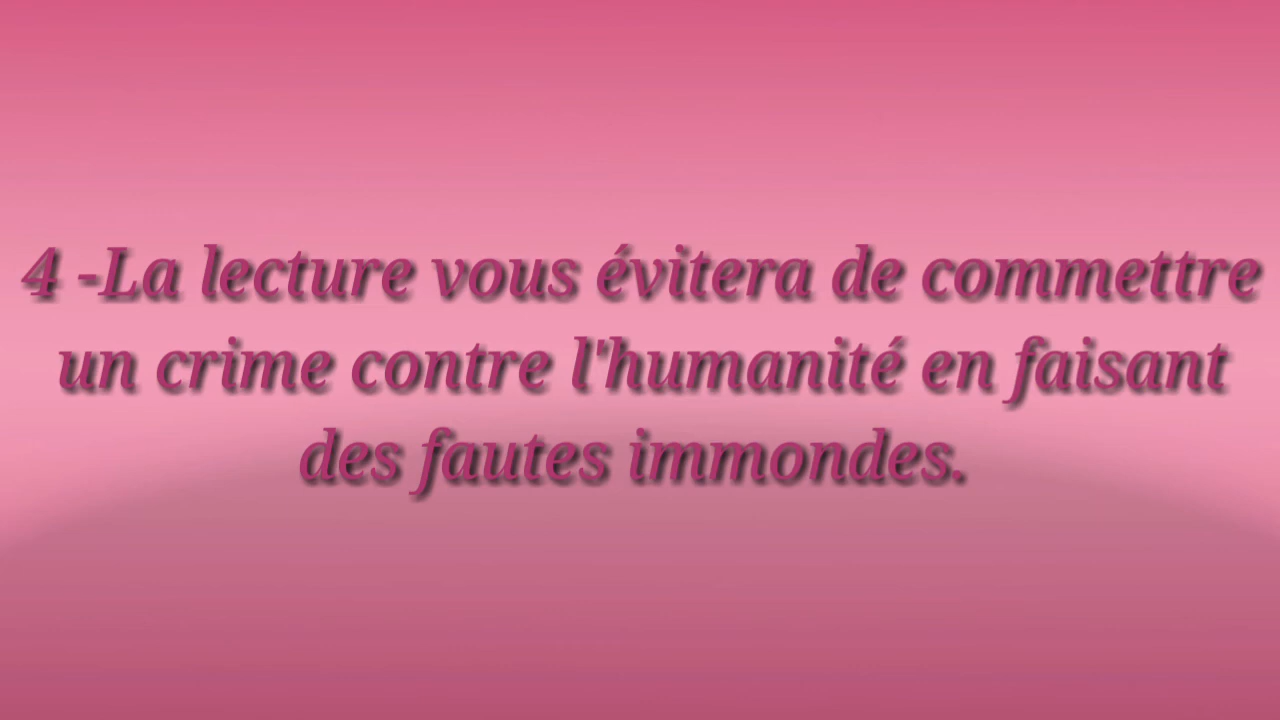 4 -La lecture vous évitera de commettre
un crime contre l'humanité en faisant
des fautes immondes.